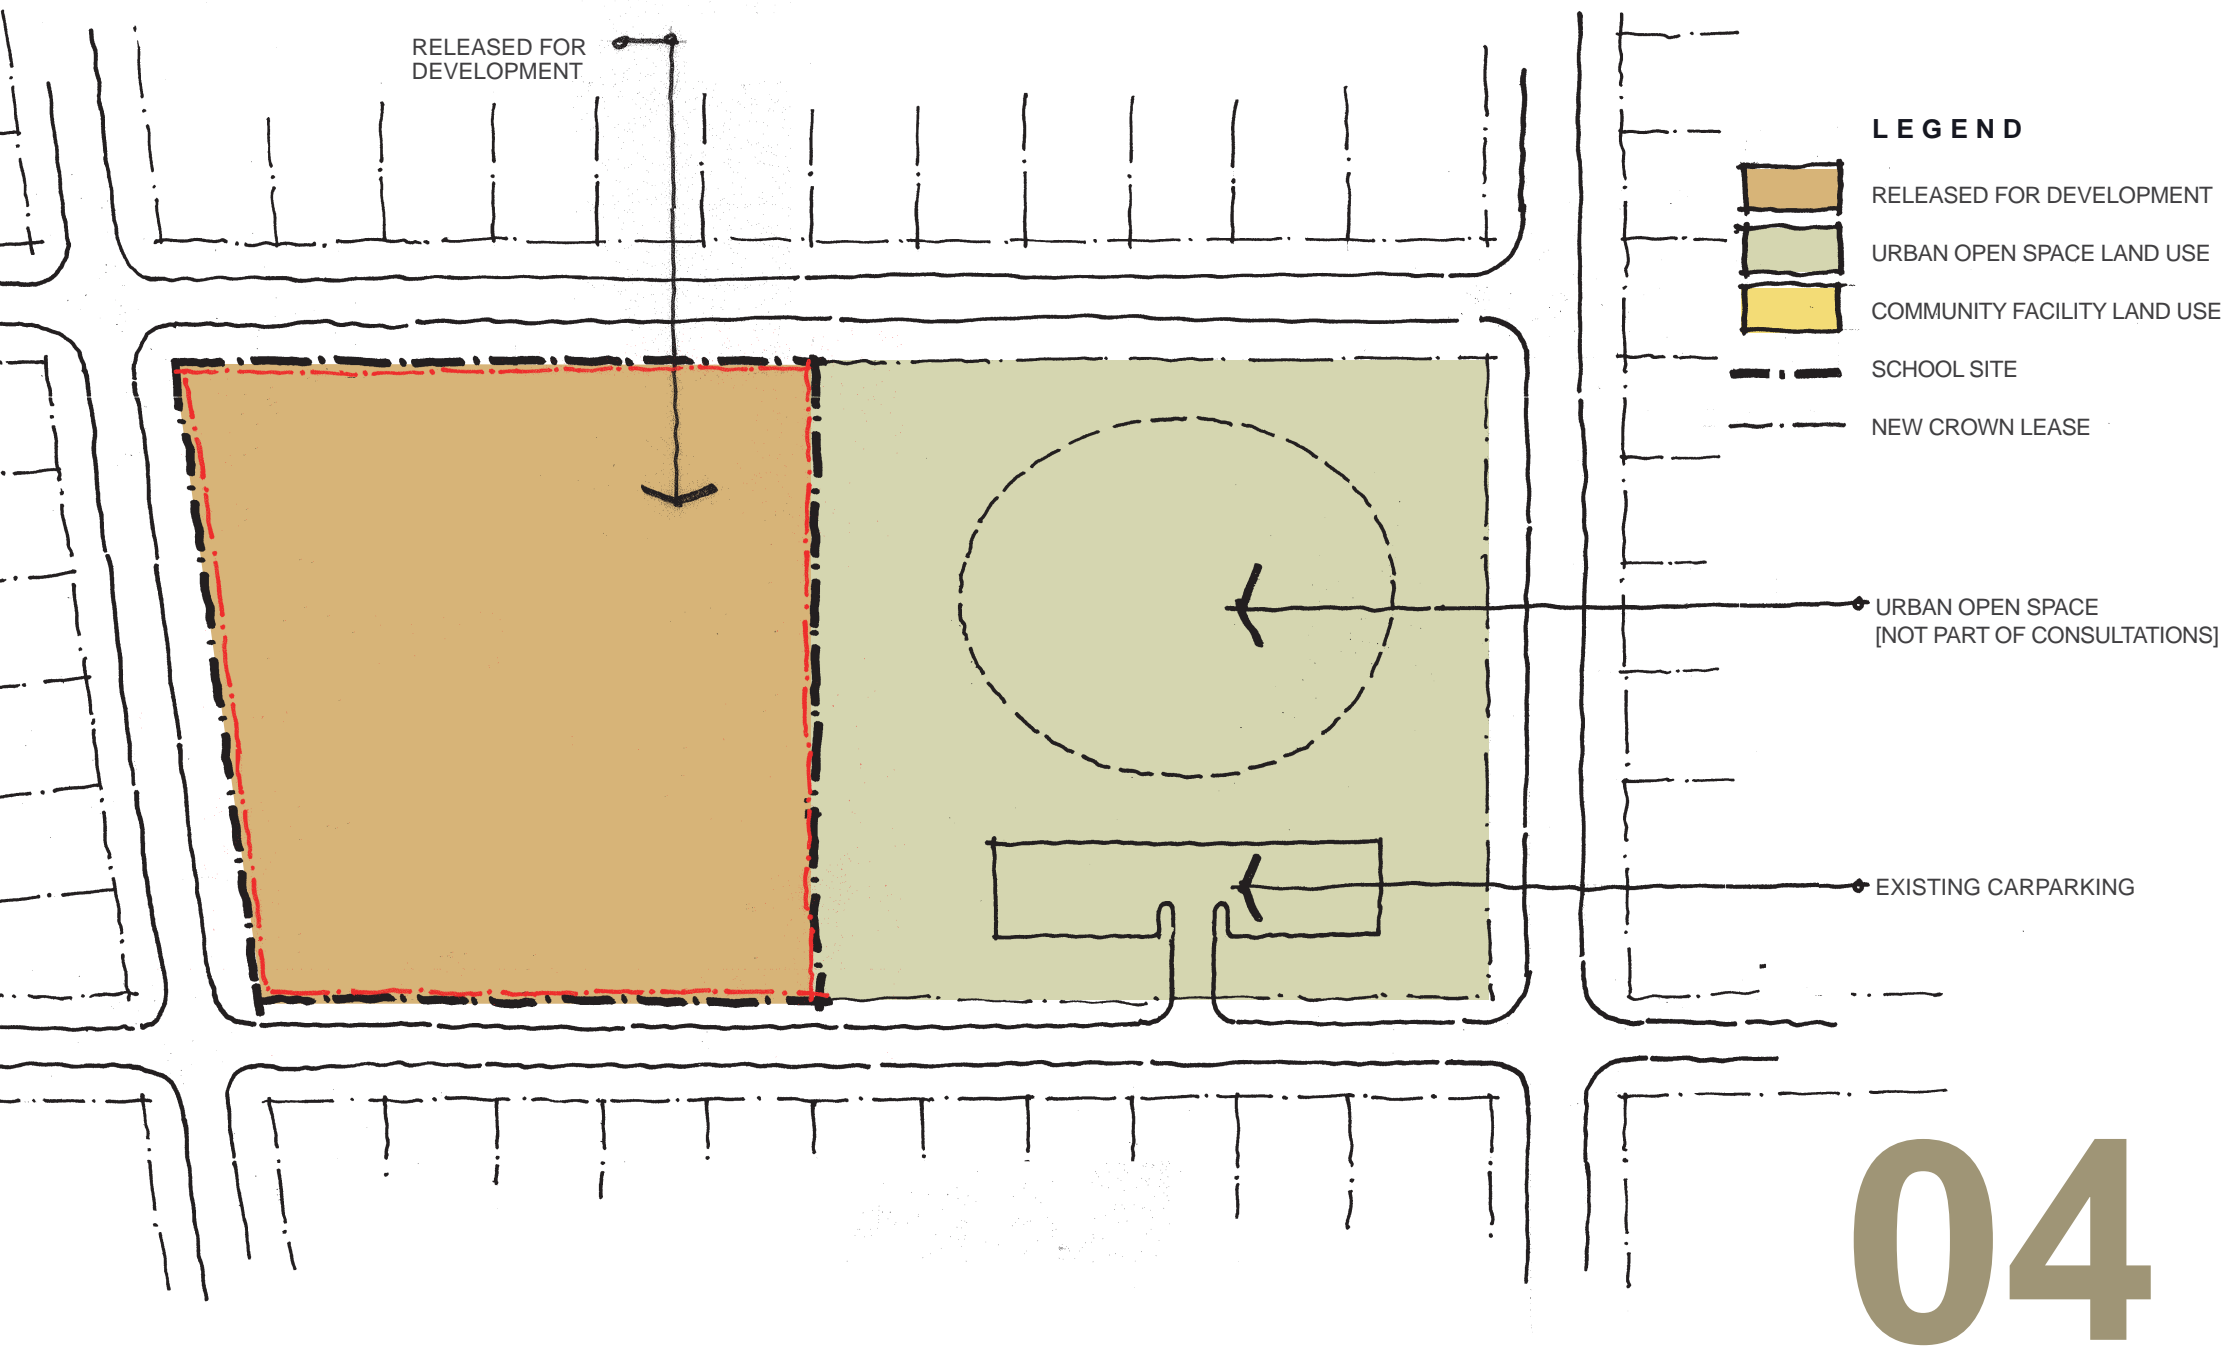 RELEASED FOR
DEVELOPMENT
LEGEND
RELEASED FOR DEVELOPMENT
URBAN OPEN SPACE LAND USE
COMMUNITY FACILITY LAND USE
SCHOOL SITE
NEW CROWN LEASE
URBAN OPEN SPACE
[NOT PART OF CONSULTATIONS]
EXISTING CARPARKING
04